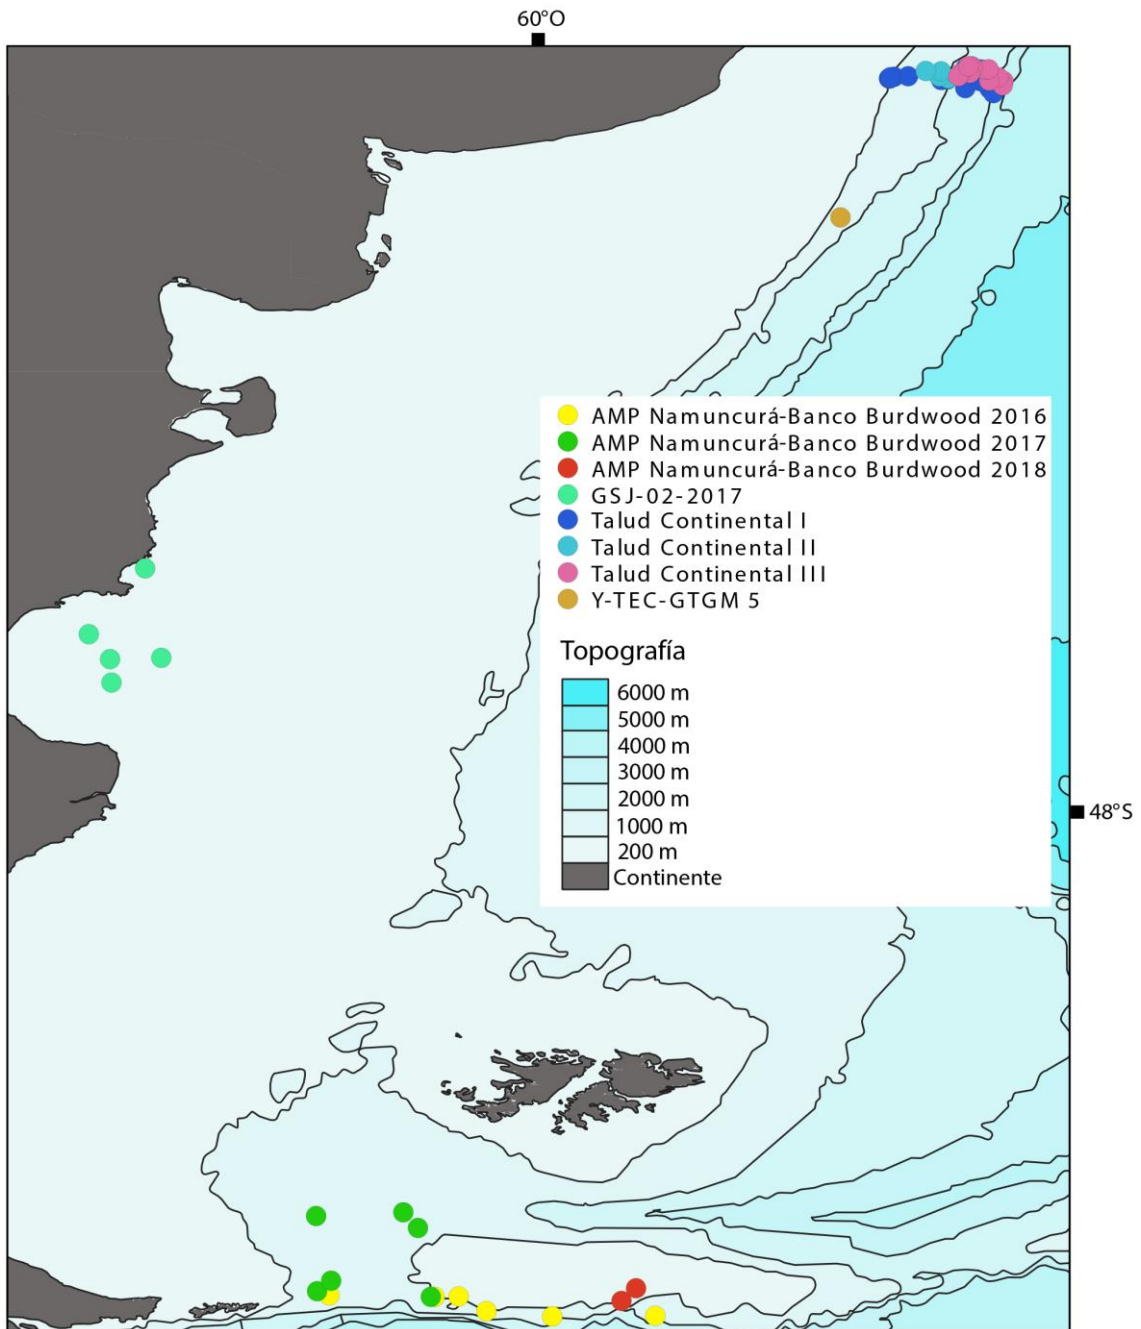 60°O
AMP Namuncurá-Banco Burdwood 2016
AMP Namuncurá-Banco Burdwood 2017
AMP Namuncurá-Banco Burdwood 2018
GSJ-02-2017
Talud Continental I
Talud Continental II
Talud Continental III
Y-TEC-GTGM 5
Topografía
6000 m
5000 m
4000 m
3000 m
2000 m
1000 m
200 m
Continente
48°S